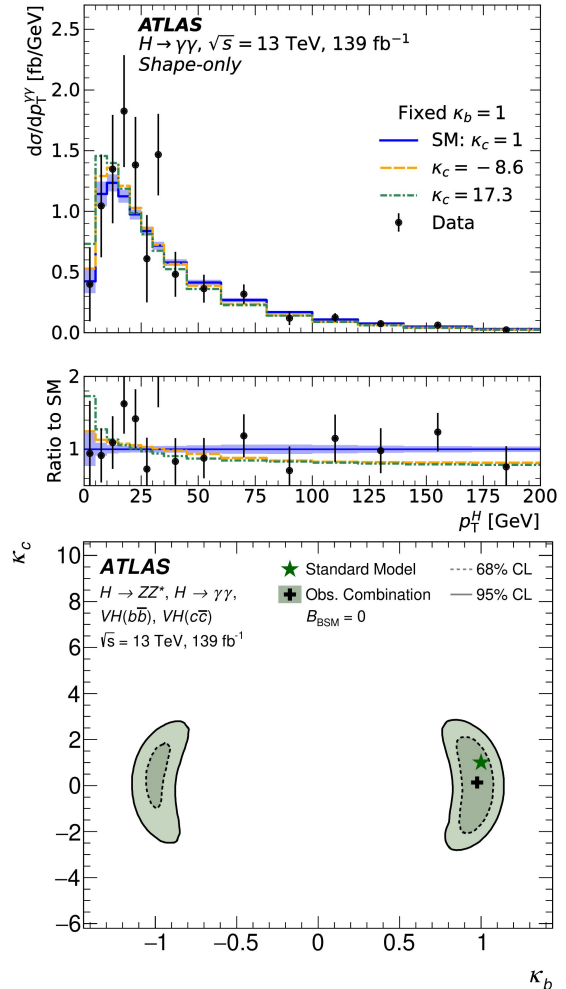 2.5
2.0
1.5
1.0
0.5
0.0
dσ/dp_T^γγ [fb/GeV]
ATLAS
H → γγ, √s = 13 TeV, 139 fb⁻¹
Shape-only
Fixed κ_b = 1
SM: κ_c = 1
κ_c = −8.6
κ_c = 17.3
Data
2
1
Ratio to SM
0 25 50 75 100 125 150 175 200
p_T^H [GeV]
κ_c
10
8
6
4
2
0
−2
−4
−6
ATLAS
H → ZZ*, H → γγ,
VH(bb̅), VH(cc̅)
√s = 13 TeV, 139 fb⁻¹
Standard Model
Obs. Combination
B_BSM = 0
68% CL
95% CL
−1 −0.5 0 0.5 1
κ_b